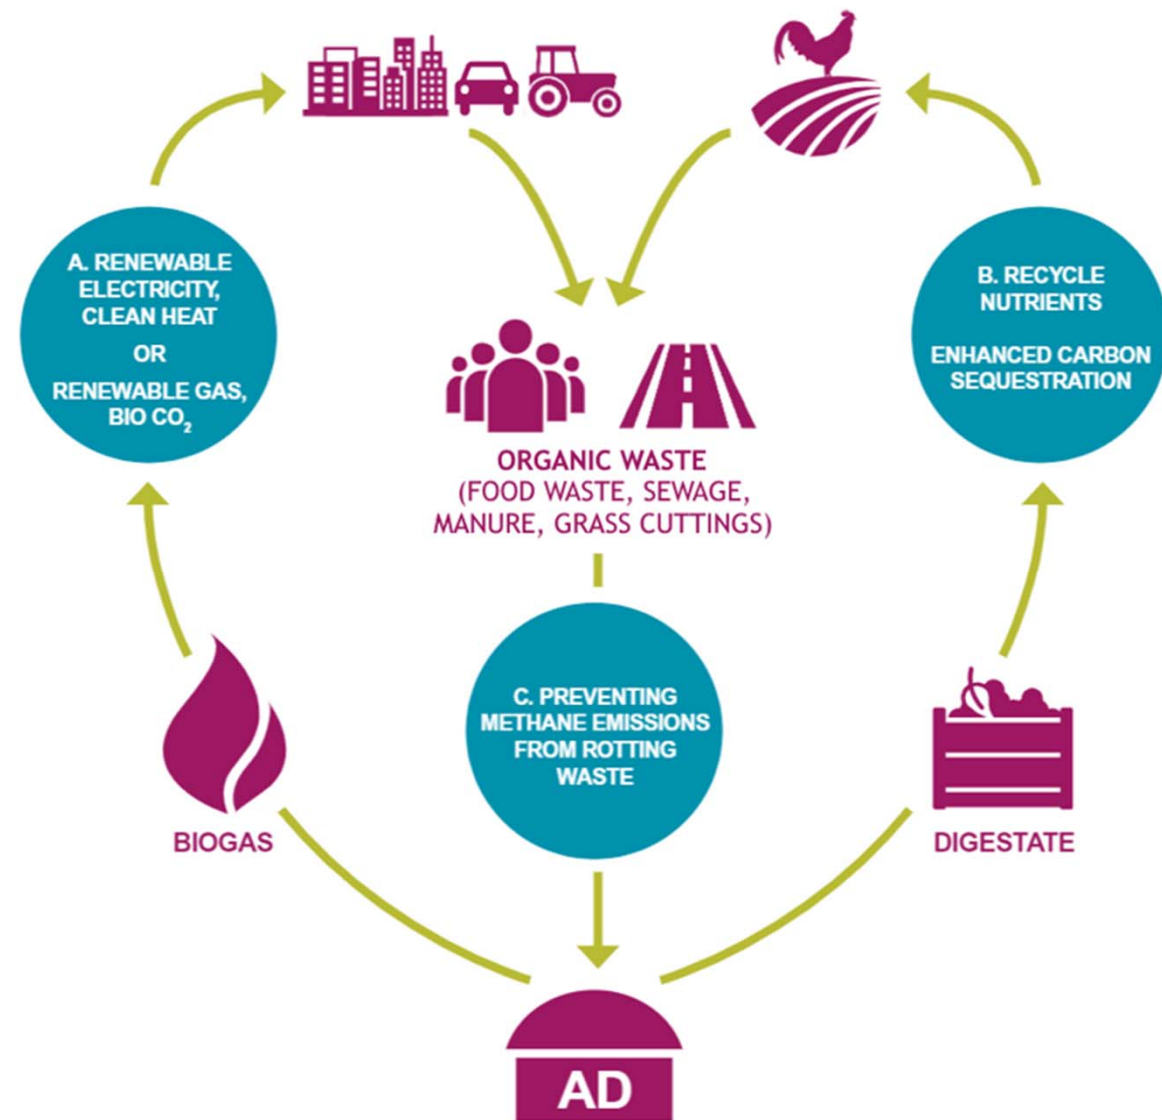 A. RENEWABLE
ELECTRICITY,
CLEAN HEAT
OR
RENEWABLE GAS,
BIO CO₂
B. RECYCLE
NUTRIENTS
ENHANCED CARBON
SEQUESTRATION
ORGANIC WASTE
(FOOD WASTE, SEWAGE,
MANURE, GRASS CUTTINGS)
C. PREVENTING
METHANE EMISSIONS
FROM ROTTING
WASTE
BIOGAS
DIGESTATE
AD